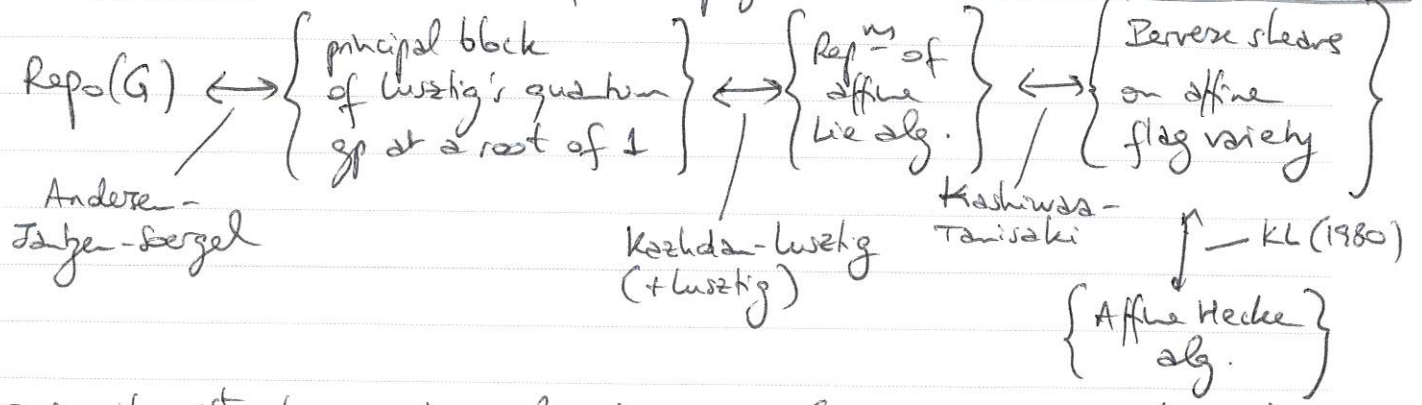 Rep₀(G) ↔ { principal block of Lusztig's quantum gp at a root of 1 } ↔ { Repⁿˢ of affine Lie alg. } ↔ { Perverse sheaves on affine flag variety }
Andersen-Jantzen-Soergel
Kazhdan-Lusztig (+ Lusztig)
Kashiwara-Tanisaki
KL (1980)
{ Affine Hecke alg. }